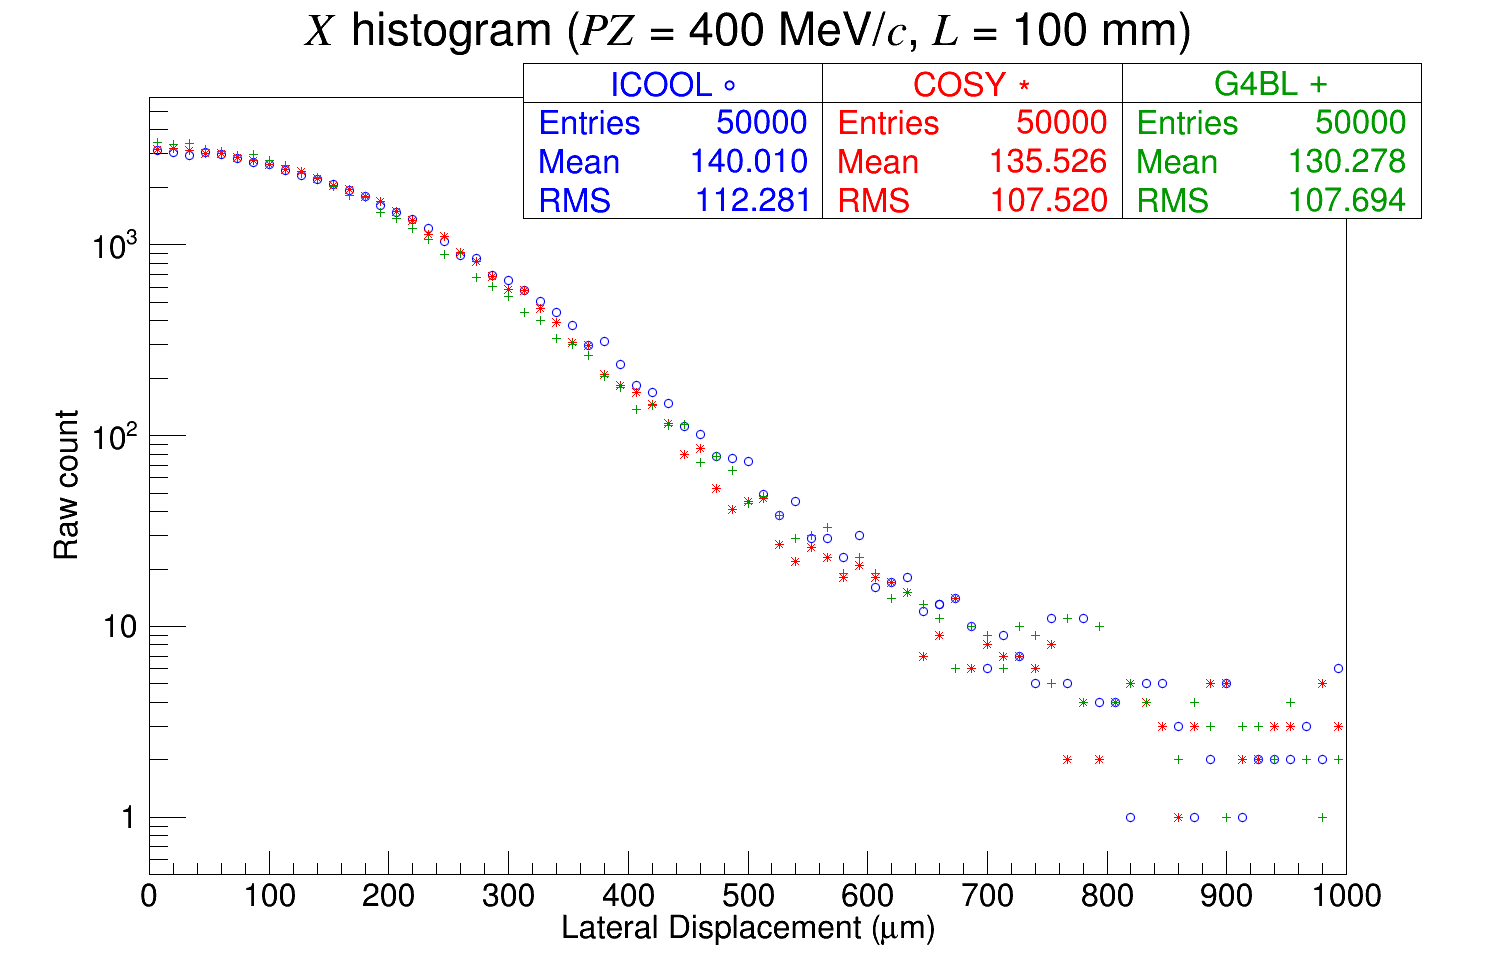 X histogram (PZ = 400 MeV/c, L = 100 mm)
ICOOL COSY * G4BL +
Entries 50000 Entries 50000 Entries 50000
Mean 140.010 Mean 135.526 Mean 130.278
RMS 112.281 RMS 107.520 RMS 107.694
Raw count
10³
10²
10
1
0 100 200 300 400 500 600 700 800 900 1000
Lateral Displacement (μm)